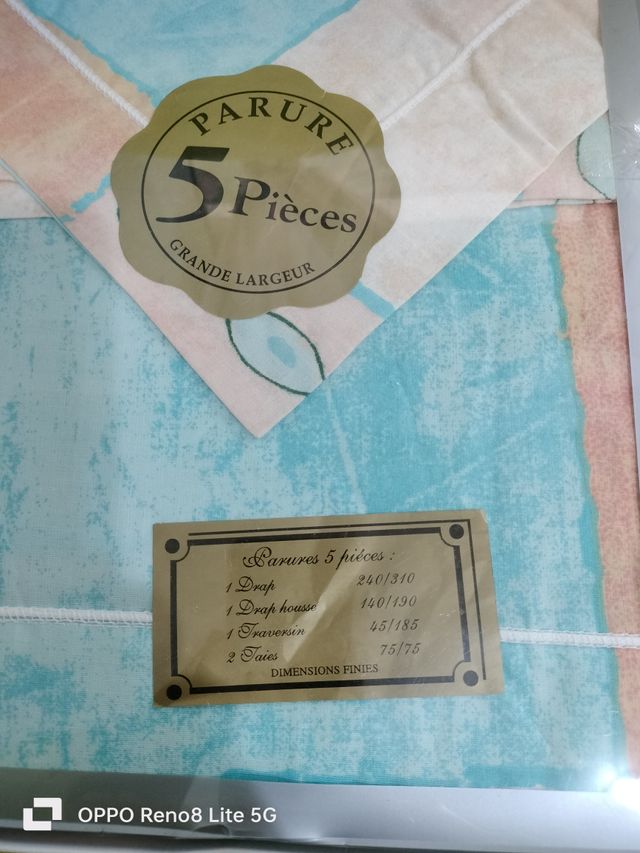 PARURE
5 Pièces
GRANDE LARGEUR
Parures 5 piéces :
1 Drap 240/310
1 Drap housse 140/190
1 Traversin 45/185
2 Taies 75/75
DIMENSIONS FINIES
OPPO Reno8 Lite 5G